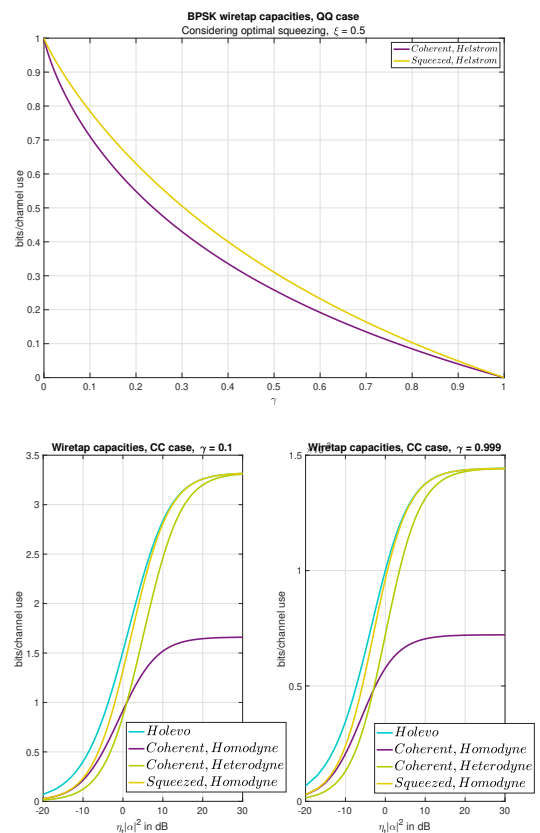 BPSK wiretap capacities, QQ case
Considering optimal squeezing, ξ = 0.5
Coherent, Helstrom
Squeezed, Helstrom
1
0.9
0.8
0.7
0.6
0.5
0.4
0.3
0.2
0.1
0
bits/channel use
0 0.1 0.2 0.3 0.4 0.5 0.6 0.7 0.8 0.9 1
γ
Wiretap capacities, CC case, γ = 0.1
3.5
3
2.5
2
1.5
1
0.5
0
bits/channel use
Holevo
Coherent, Homodyne
Coherent, Heterodyne
Squeezed, Homodyne
-20 -10 0 10 20 30
η_t|α|² in dB
Wiretap capacities, CC case, γ = 0.999
1.5
1
0.5
0
bits/channel use
Holevo
Coherent, Homodyne
Coherent, Heterodyne
Squeezed, Homodyne
-20 -10 0 10 20 30
η_t|α|² in dB